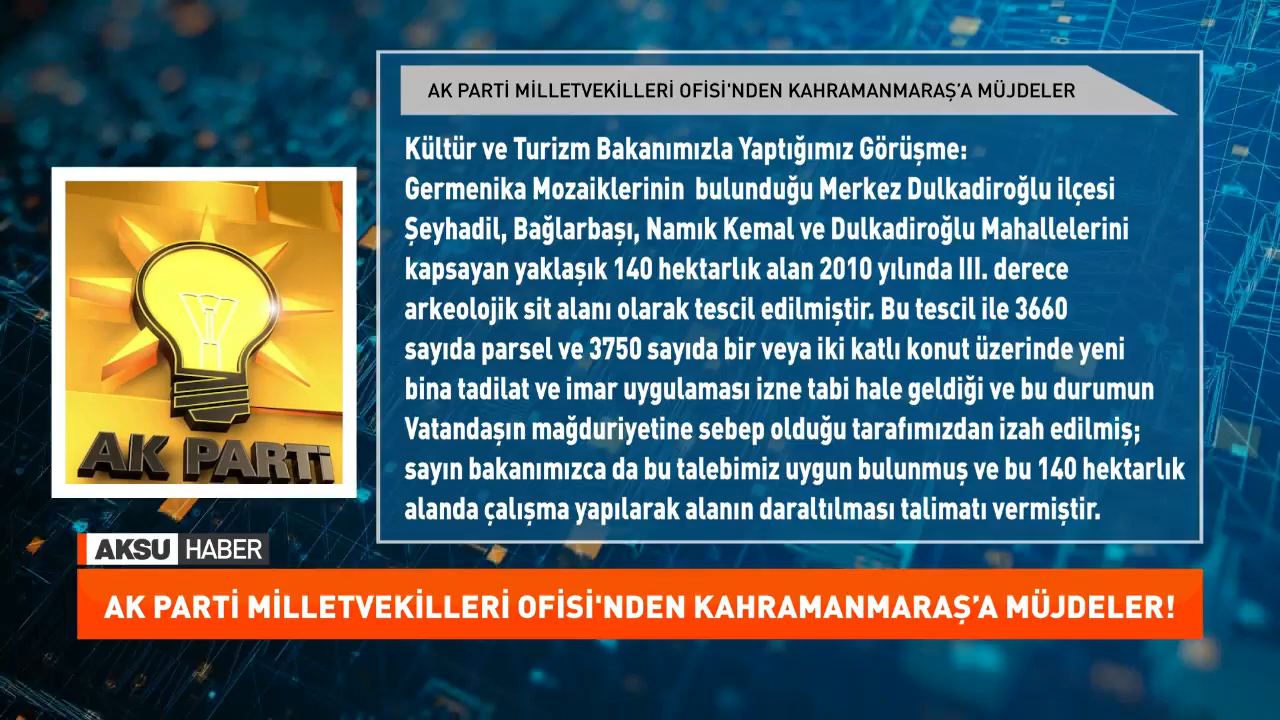 AK PARTİ MİLLETVEKİLLERİ OFİSİ'NDEN KAHRAMANMARAŞ’A MÜJDELER
Kültür ve Turizm Bakanımızla Yaptığımız Görüşme:
Germenika Mozaiklerinin bulunduğu Merkez Dulkadiroğlu ilçesi
Şeyhadil, Bağlarbaşı, Namık Kemal ve Dulkadiroğlu Mahallelerini
kapsayan yaklaşık 140 hektarlık alan 2010 yılında III. derece
arkeolojik sit alanı olarak tescil edilmiştir. Bu tescil ile 3660
sayıda parsel ve 3750 sayıda bir veya iki katlı konut üzerinde yeni
bina tadilat ve imar uygulaması izne tabi hale geldiği ve bu durumun
Vatandaşın mağduriyetine sebep olduğu tarafımızdan izah edilmiş;
sayın bakanımızca da bu talebimiz uygun bulunmuş ve bu 140 hektarlık
alanda çalışma yapılarak alanın daraltılması talimatı vermiştir.
AK PARTİ
AKSU HABER
AK PARTİ MİLLETVEKİLLERİ OFİSİ'NDEN KAHRAMANMARAŞ’A MÜJDELER!